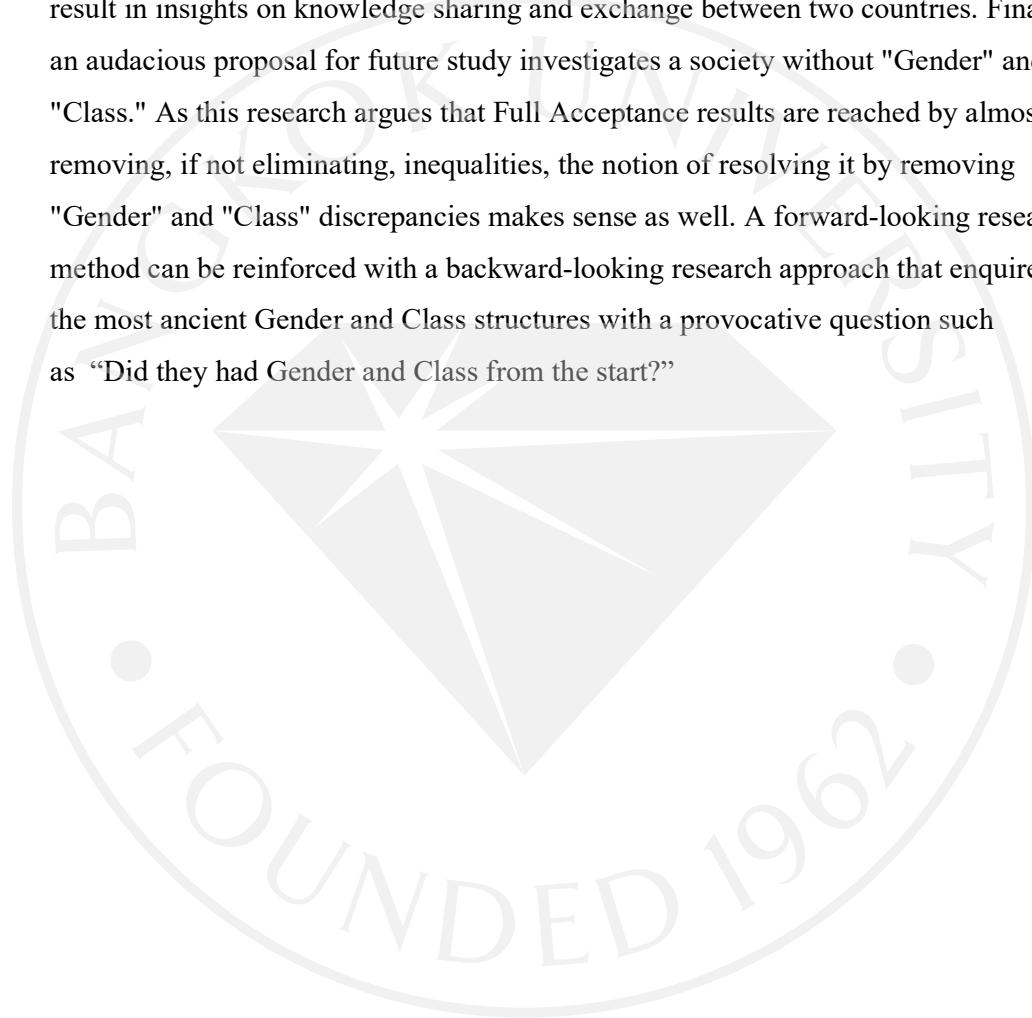 result in insights on knowledge sharing and exchange between two countries. Fina
an audacious proposal for future study investigates a society without "Gender" an
"Class." As this research argues that Full Acceptance results are reached by almos
removing, if not eliminating, inequalities, the notion of resolving it by removing
"Gender" and "Class" discrepancies makes sense as well. A forward-looking resea
method can be reinforced with a backward-looking research approach that enquire
the most ancient Gender and Class structures with a provocative question such
as  “Did they had Gender and Class from the start?”
BANGKOK UNIVERSITY
• FOUNDED 1962 •